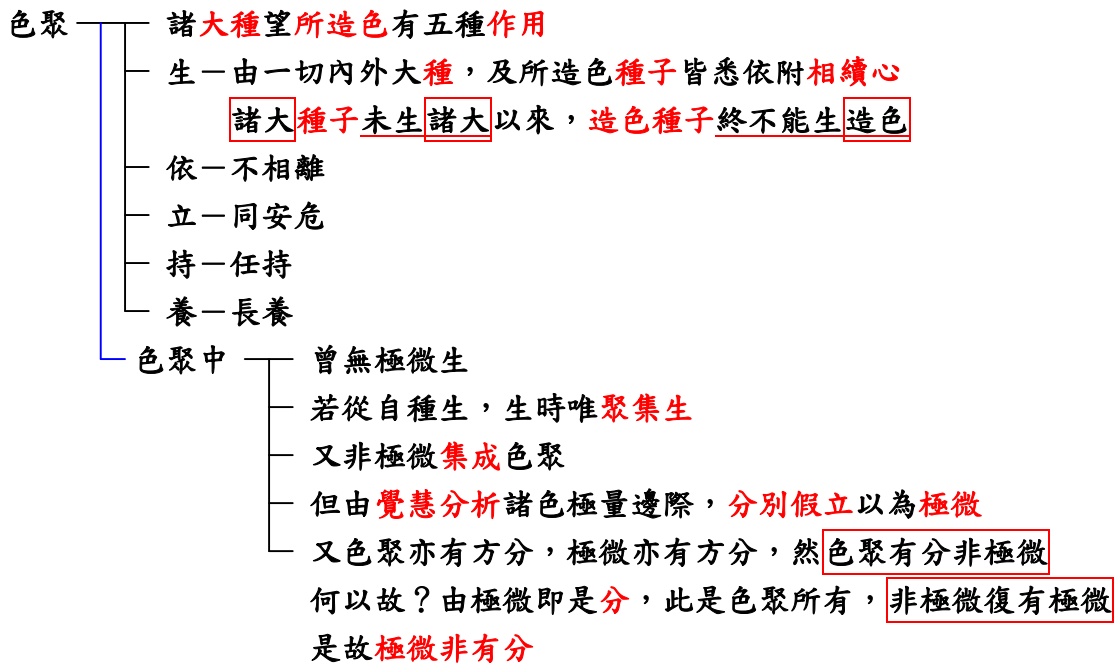 色聚 諸大種望所造色有五種作用
生－由一切內外大種，及所造色種子皆悉依附相續心
諸大種子未生諸大以來，造色種子終不能生造色
依－不相離
立－同安危
持－任持
養－長養
色聚中 曾無極微生
若從自種生，生時唯聚集生
又非極微集成色聚
但由覺慧分析諸色極量邊際，分別假立以為極微
又色聚亦有方分，極微亦有方分，然色聚有分非極微
何以故？由極微即是分，此是色聚所有，非極微復有極微
是故極微非有分